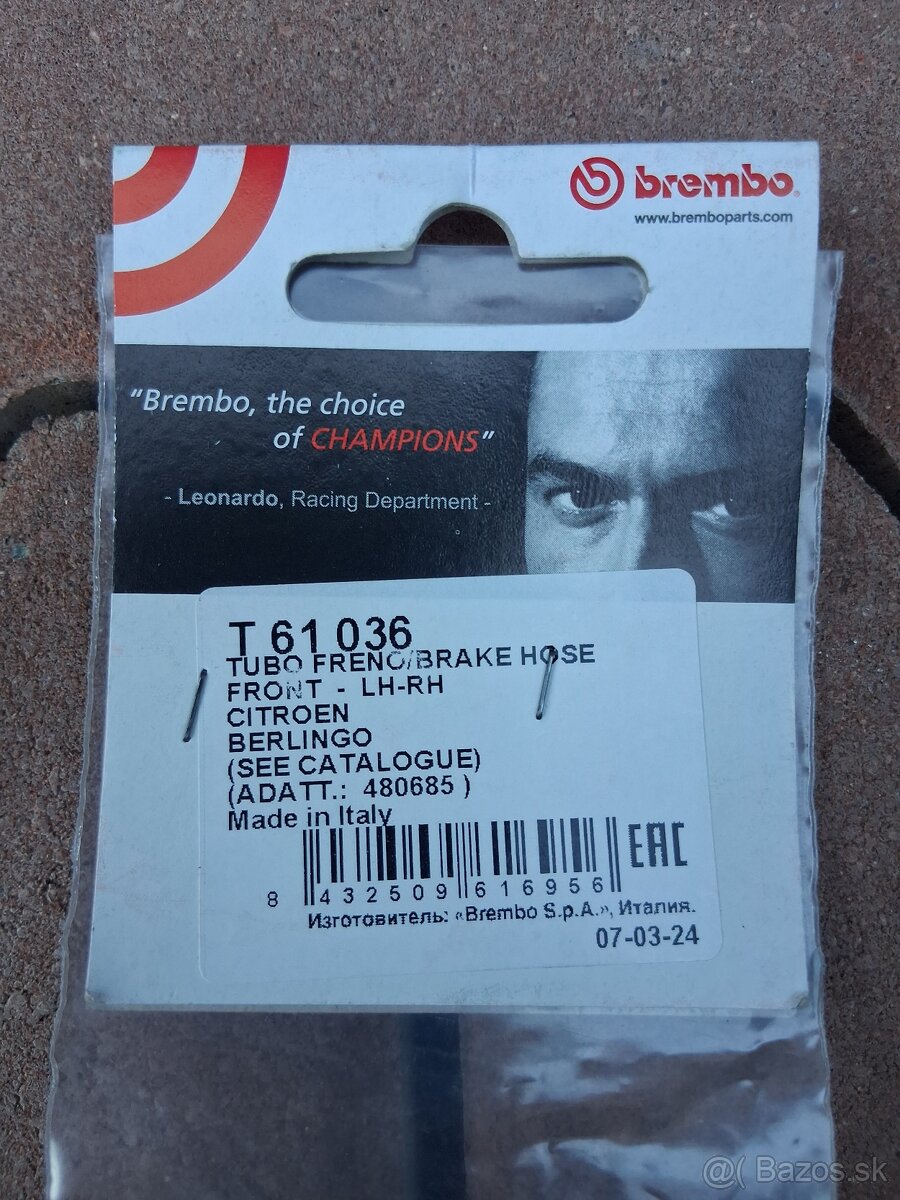 brembo
www.bremboparts.com
"Brembo, the choice
of CHAMPIONS"
- Leonardo, Racing Department -
T 61 036
TUBO FRENO/BRAKE HOSE
FRONT - LH-RH
CITROEN
BERLINGO
(SEE CATALOGUE)
(ADATT.: 480685 )
Made in Italy
EAC
8 432509 616956
Изготовитель: «Brembo S.p.A.», Италия.
07-03-24
@( Bazos.sk